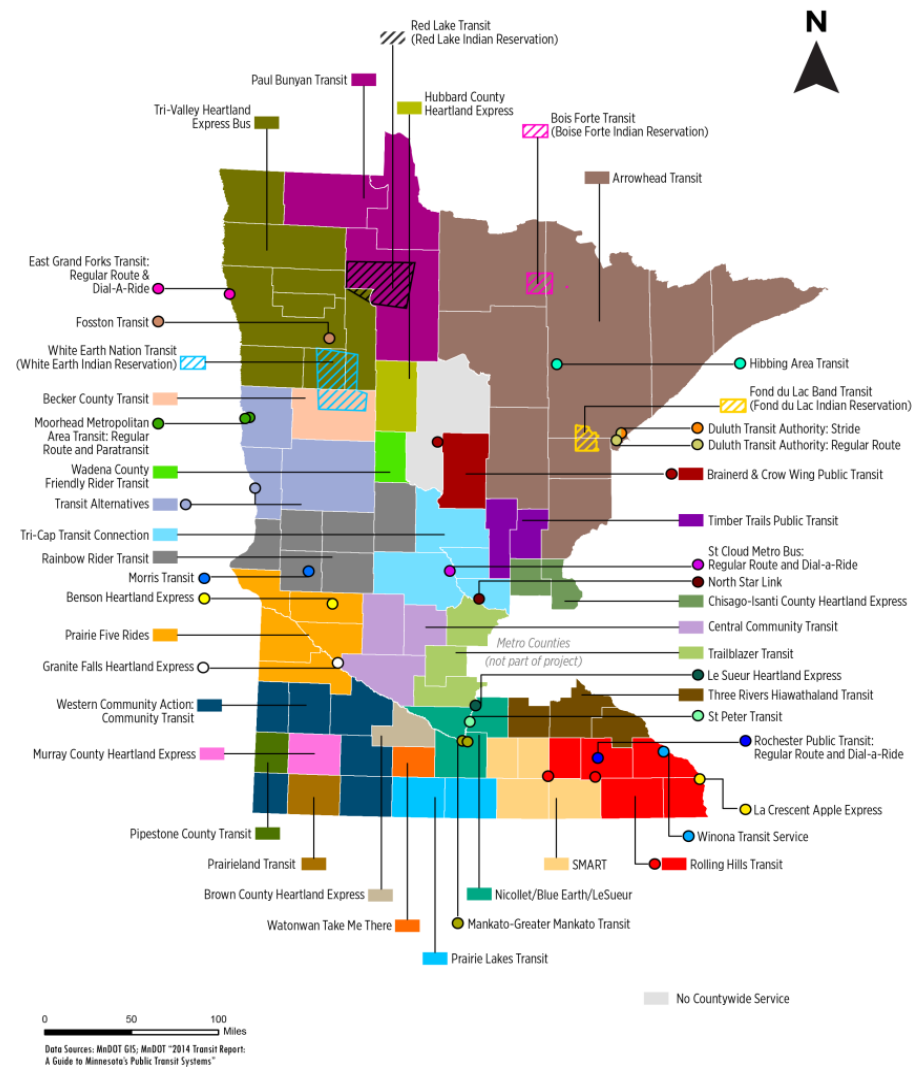 Red Lake Transit
(Red Lake Indian Reservation)
N
Paul Bunyan Transit
Hubbard County
Heartland Express
Tri-Valley Heartland
Express Bus
Bois Forte Transit
(Boise Forte Indian Reservation)
Arrowhead Transit
East Grand Forks Transit:
Regular Route &
Dial-A-Ride
Fosston Transit
White Earth Nation Transit
(White Earth Indian Reservation)
Hibbing Area Transit
Becker County Transit
Fond du Lac Band Transit
(Fond du Lac Indian Reservation)
Moorhead Metropolitan
Area Transit: Regular
Route and Paratransit
Duluth Transit Authority: Stride
Duluth Transit Authority: Regular Route
Wadena County
Friendly Rider Transit
Brainerd & Crow Wing Public Transit
Transit Alternatives
Timber Trails Public Transit
Tri-Cap Transit Connection
Rainbow Rider Transit
St Cloud Metro Bus:
Regular Route and Dial-a-Ride
Morris Transit
North Star Link
Benson Heartland Express
Chisago-Isanti County Heartland Express
Central Community Transit
Prairie Five Rides
Metro Counties
(not part of project)
Trailblazer Transit
Granite Falls Heartland Express
Le Sueur Heartland Express
Three Rivers Hiawathaland Transit
Western Community Action:
Community Transit
St Peter Transit
Murray County Heartland Express
Rochester Public Transit:
Regular Route and Dial-a-Ride
La Crescent Apple Express
Pipestone County Transit
Winona Transit Service
Prairieland Transit
SMART
Rolling Hills Transit
Brown County Heartland Express
Nicollet/Blue Earth/LeSueur
Watonwan Take Me There
Mankato-Greater Mankato Transit
Prairie Lakes Transit
No Countywide Service
0 50 100
Miles
Data Sources: MnDOT GIS; MnDOT "2014 Transit Report:
A Guide to Minnesota's Public Transit Systems"